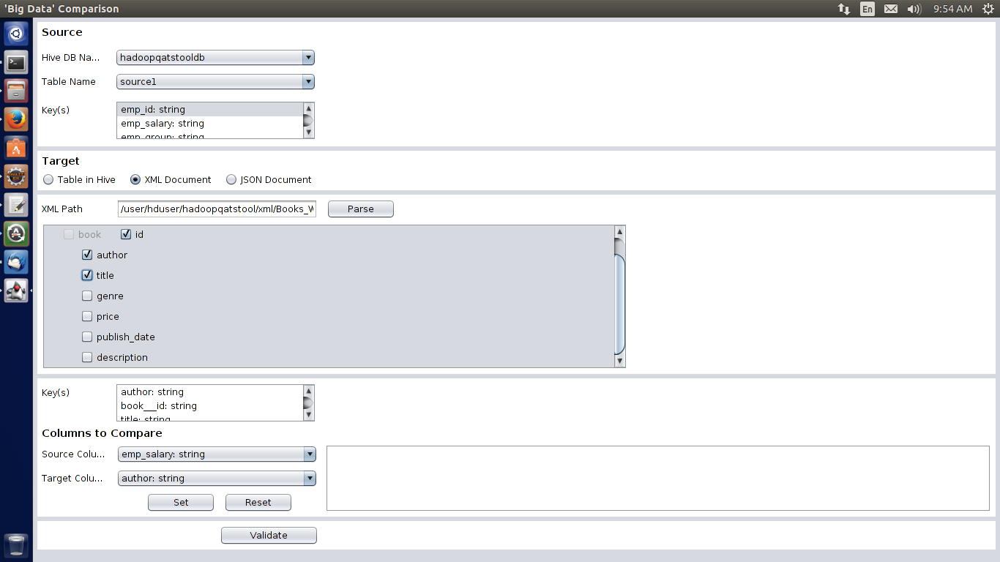 'Big Data' Comparison
En
9:54 AM
Source
Hive DB Na...
hadoopqatstooldb
Table Name
source1
Key(s)
emp_id: string
emp_salary: string
emp_group: string
Target
Table in Hive
XML Document
JSON Document
XML Path
/user/hduser/hadoopqatstool/xml/Books_W
Parse
book
id
author
title
genre
price
publish_date
description
Key(s)
author: string
book__id: string
title: string
Columns to Compare
Source Colu...
emp_salary: string
Target Colu...
author: string
Set
Reset
Validate